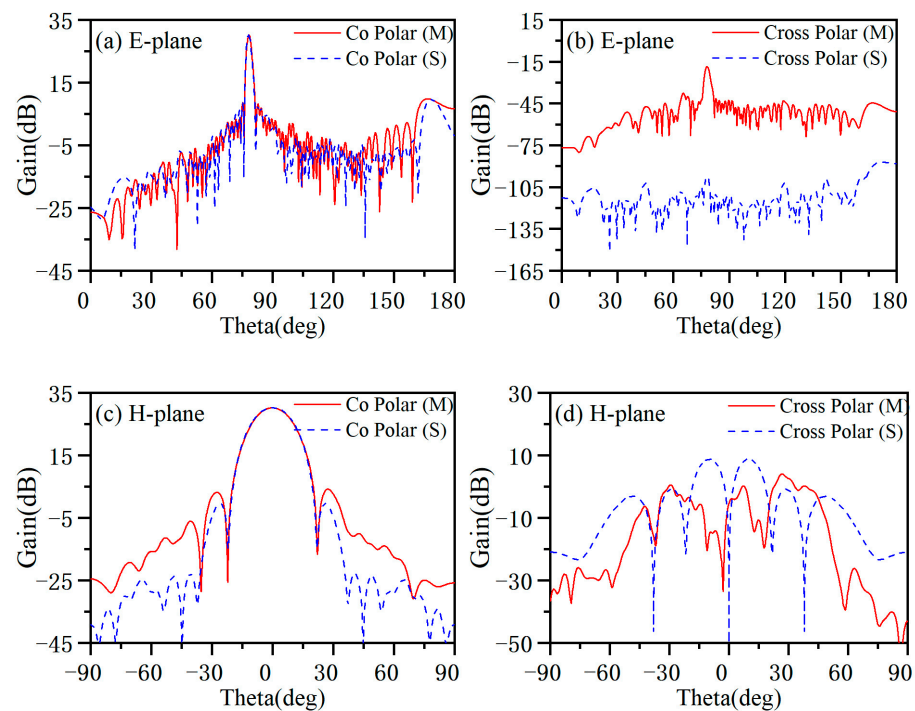 (a) E-plane
Co Polar (M)
Co Polar (S)
35
15
−5
−25
−45
Gain(dB)
0 30 60 90 120 150 180
Theta(deg)
(b) E-plane
Cross Polar (M)
Cross Polar (S)
−15
−45
−75
−105
−135
−165
Gain(dB)
0 30 60 90 120 150 180
Theta(deg)
(c) H-plane
Co Polar (M)
Co Polar (S)
35
15
−5
−25
−45
Gain(dB)
−90 −60 −30 0 30 60 90
Theta(deg)
(d) H-plane
Cross Polar (M)
Cross Polar (S)
30
10
−10
−30
−50
Gain(dB)
−90 −60 −30 0 30 60 90
Theta(deg)